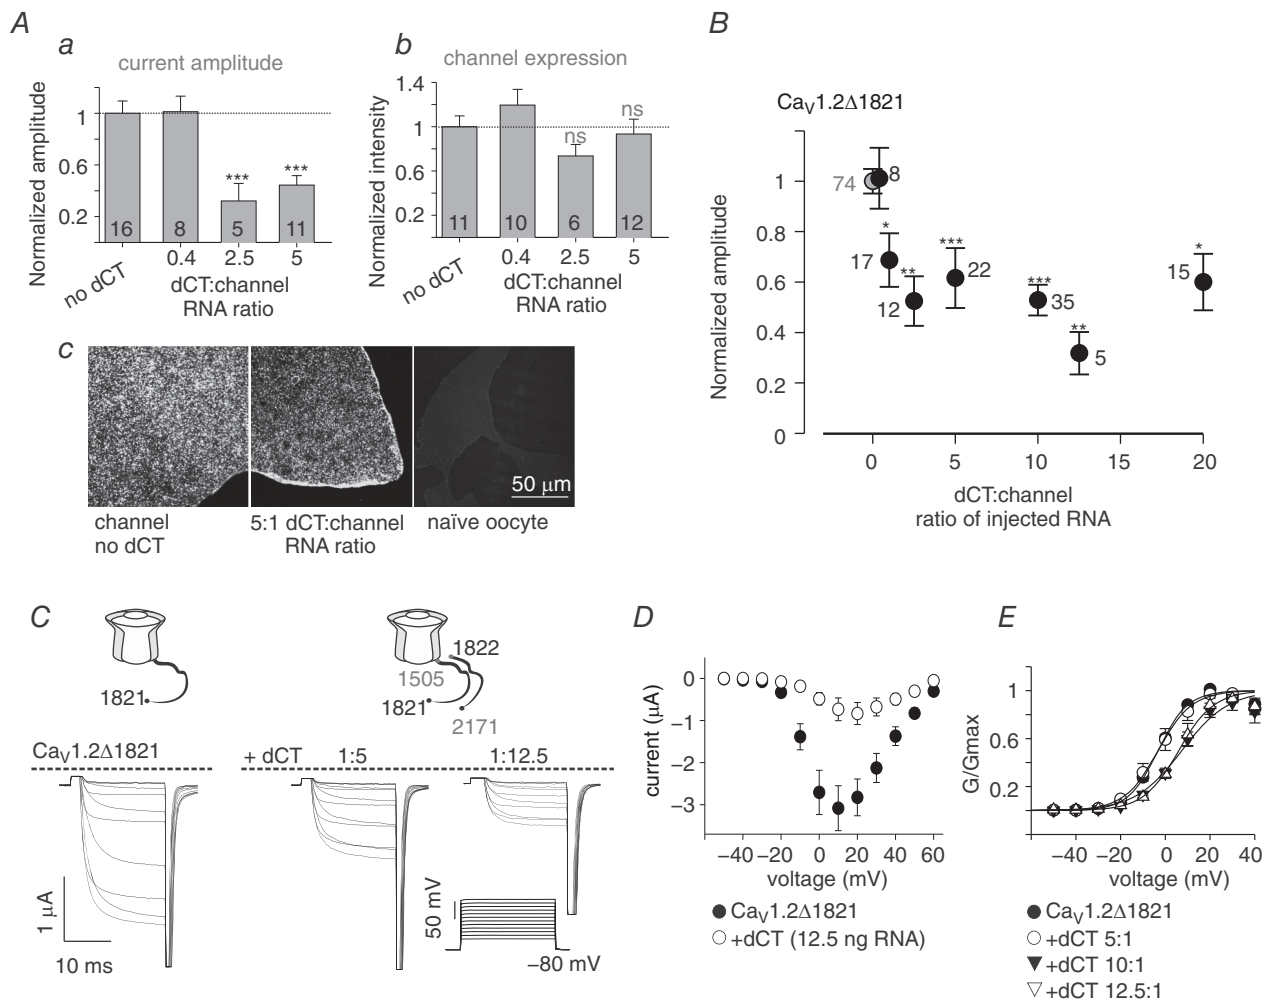 A
a
current amplitude
Normalized amplitude
1
0.6
0.2
*** ***
16 8 5 11
no dCT 0.4 2.5 5
dCT:channel
RNA ratio
b
channel expression
Normalized intensity
1.4
1
0.6
0.2
ns ns
11 10 6 12
no dCT 0.4 2.5 5
dCT:channel
RNA ratio
c
50 μm
channel
no dCT
5:1 dCT:channel
RNA ratio
naïve oocyte
B
CaV1.2Δ1821
Normalized amplitude
1
0.8
0.6
0.4
0.2
0
74 8
* 17
** 12
*** 22
*** 35
** 5
* 15
0 5 10 15 20
dCT:channel
ratio of injected RNA
C
1821
1822
1505
1821
2171
CaV1.2Δ1821
+ dCT 1:5 1:12.5
1 μA
10 ms
50 mV
−80 mV
D
current (μA)
0
−1
−2
−3
−40 −20 0 20 40 60
voltage (mV)
CaV1.2Δ1821
+dCT (12.5 ng RNA)
E
G/Gmax
1
0.6
0.2
−40 −20 0 20 40
voltage (mV)
CaV1.2Δ1821
+dCT 5:1
+dCT 10:1
+dCT 12.5:1